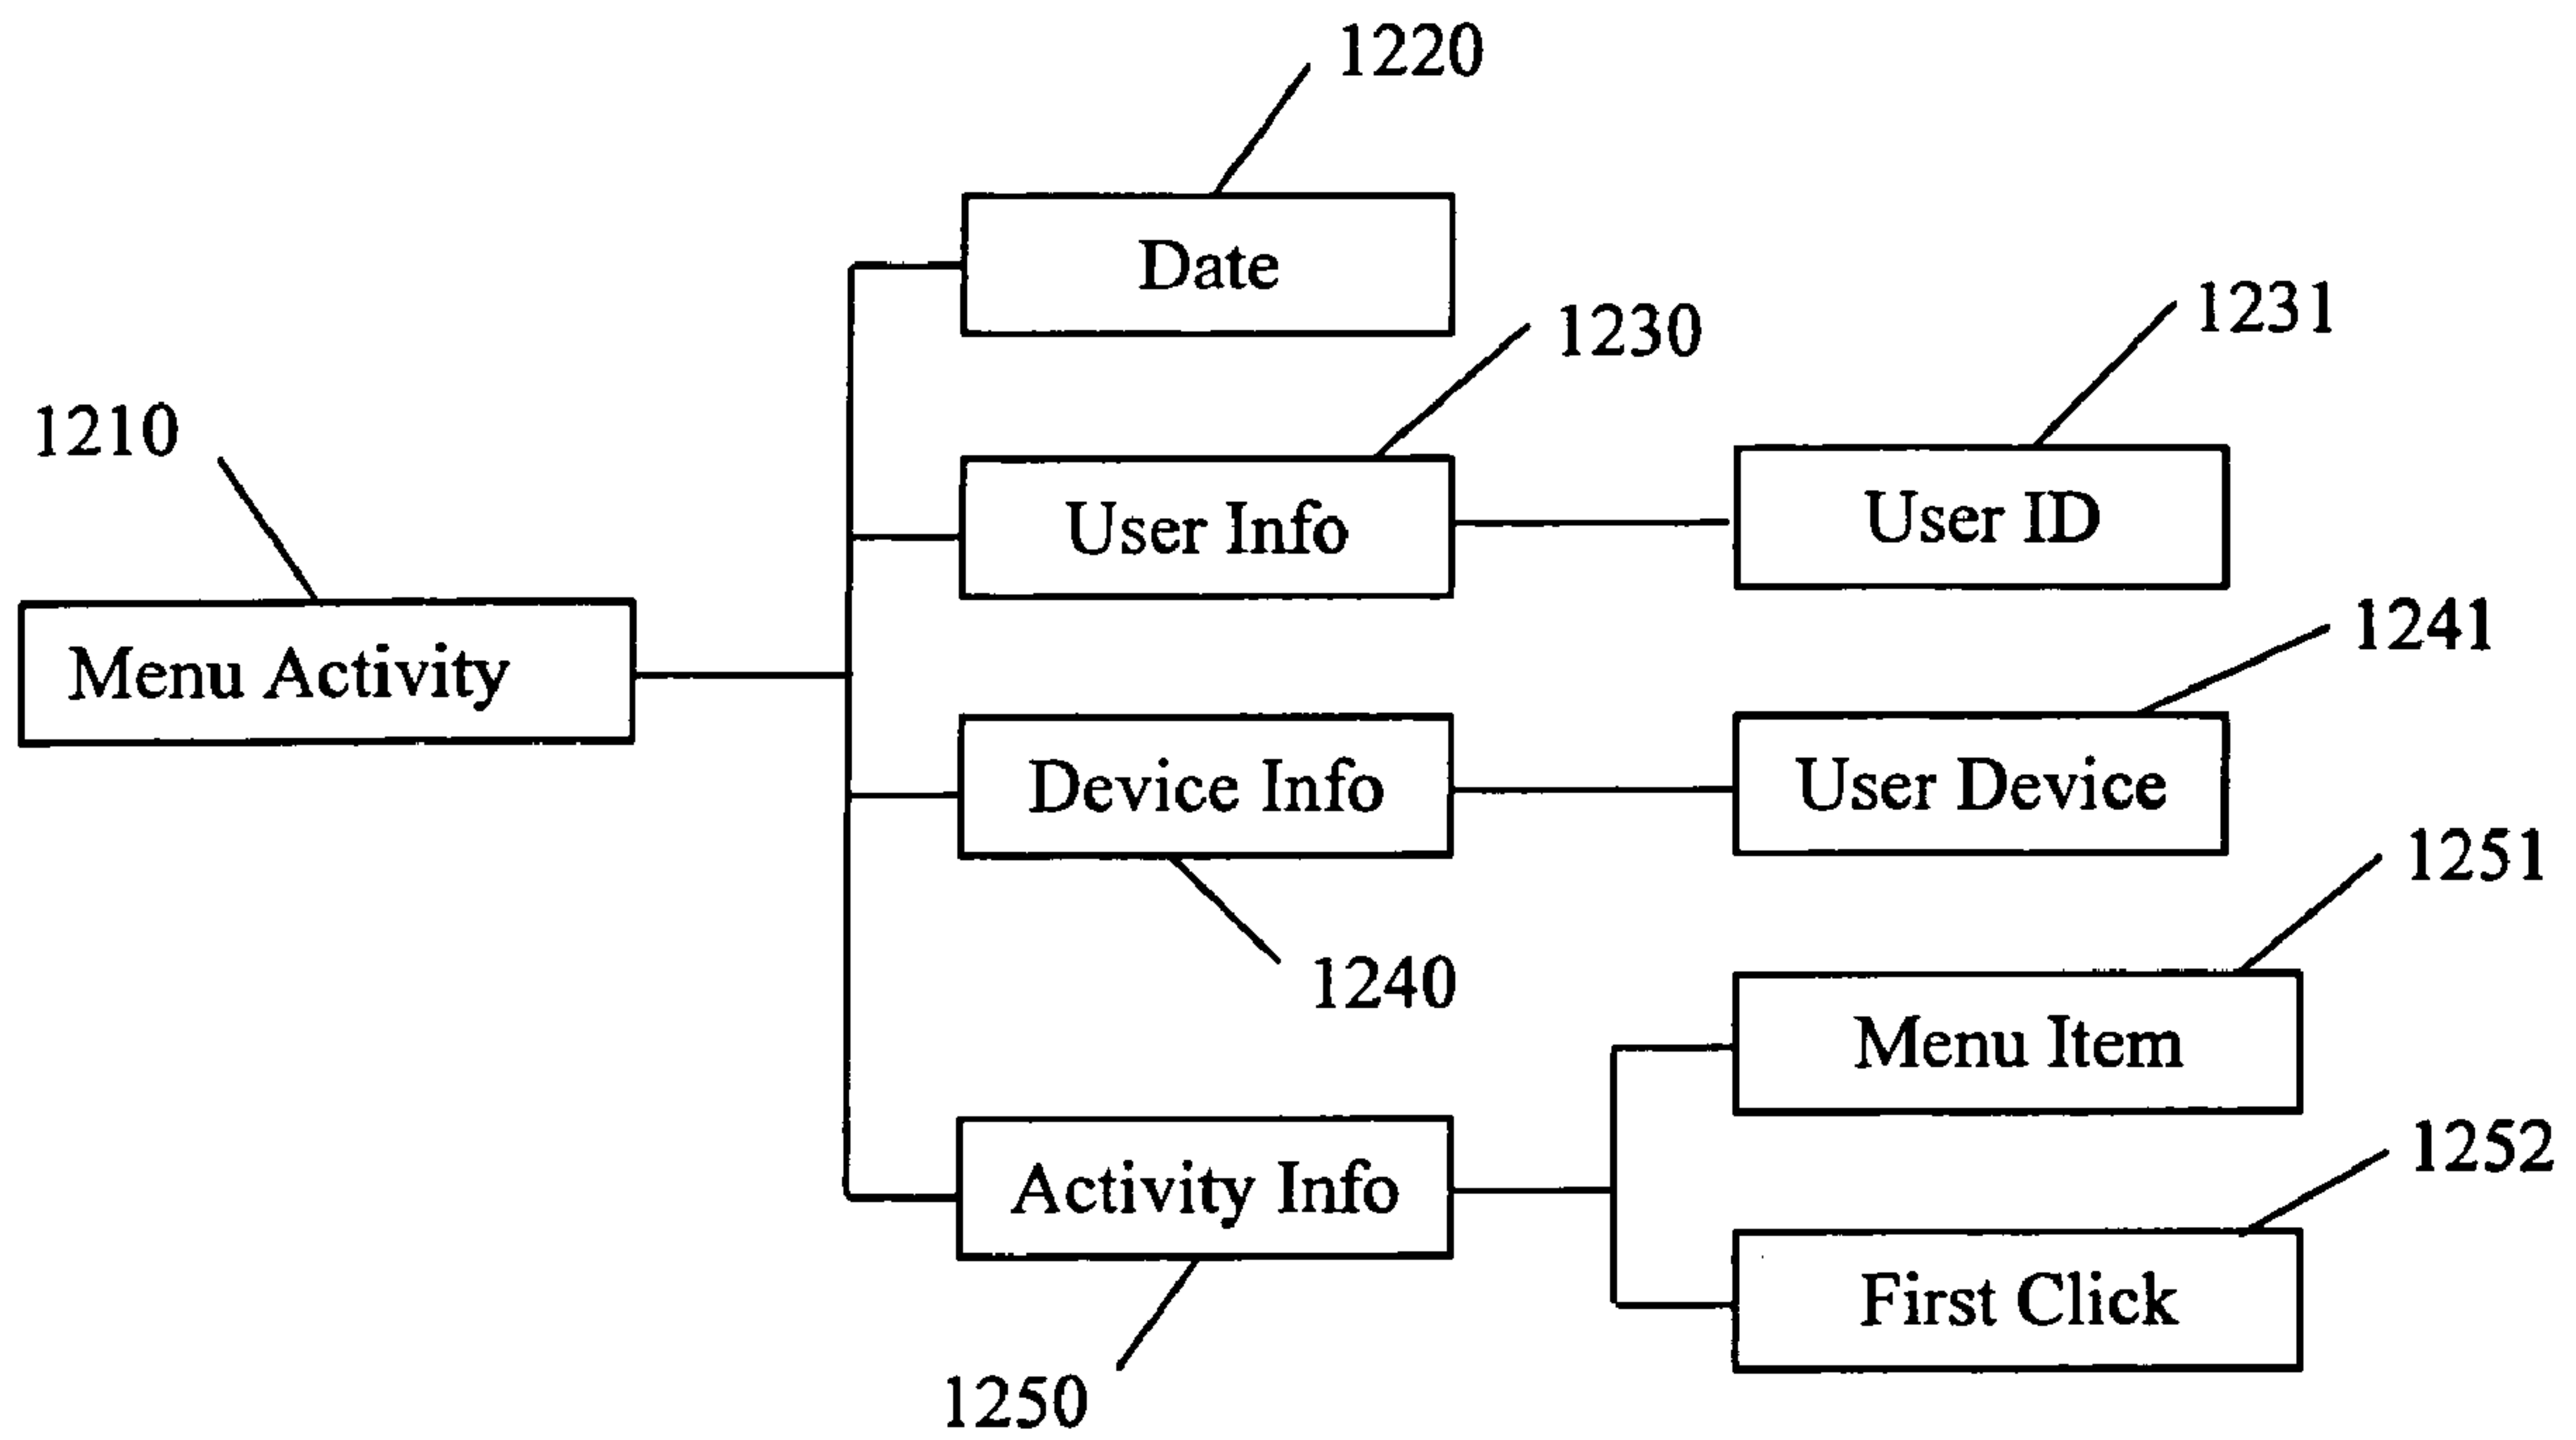 1220
Date
1230
1231
1210
User Info
User ID
1241
Menu Activity
Device Info
User Device
1251
1240
Menu Item
1252
Activity Info
First Click
1250